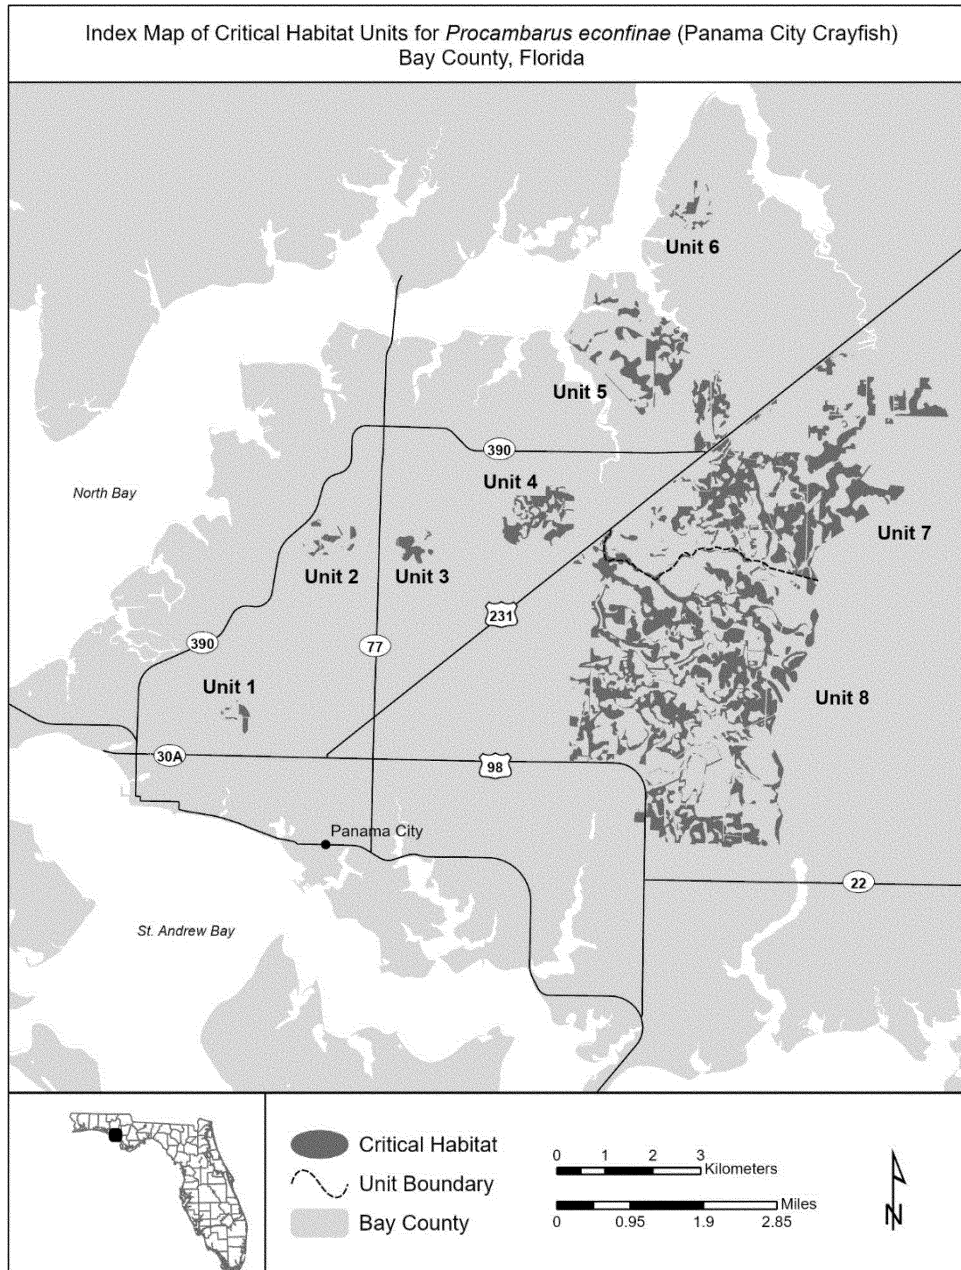 Index Map of Critical Habitat Units for Procambarus econfinae (Panama City Crayfish)
Bay County, Florida
Unit 6
Unit 5
390
Unit 4
North Bay
Unit 7
Unit 2
Unit 3
231
390
77
Unit 1
Unit 8
30A
98
Panama City
22
St. Andrew Bay
Critical Habitat
Unit Boundary
Bay County
0 1 2 3
Kilometers
Miles
0 0.95 1.9 2.85
N